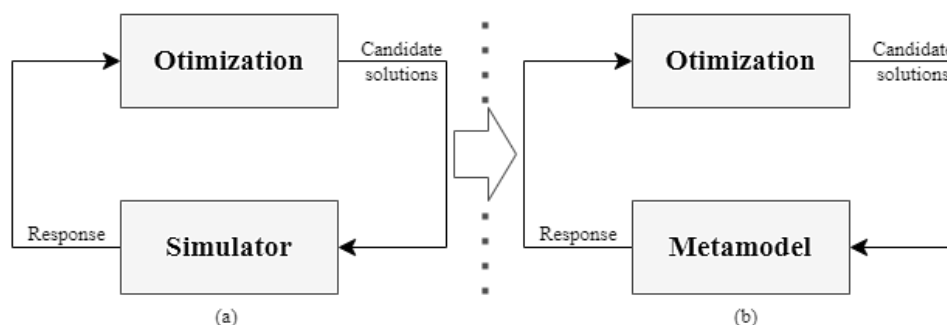 Otimization
Candidate
solutions
Response
Simulator
(a)
Otimization
Candidate
solutions
Response
Metamodel
(b)